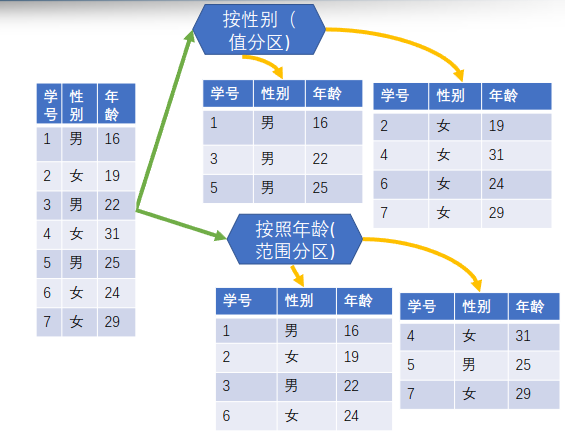 按性别（
值分区)
学号 性别 年龄
1 男 16
2 女 19
3 男 22
4 女 31
5 男 25
6 女 24
7 女 29
学号 性别 年龄
1 男 16
3 男 22
5 男 25
学号 性别 年龄
2 女 19
4 女 31
6 女 24
7 女 29
按照年龄(
范围分区)
学号 性别 年龄
1 男 16
2 女 19
3 男 22
6 女 24
学号 性别 年龄
4 女 31
5 男 25
7 女 29